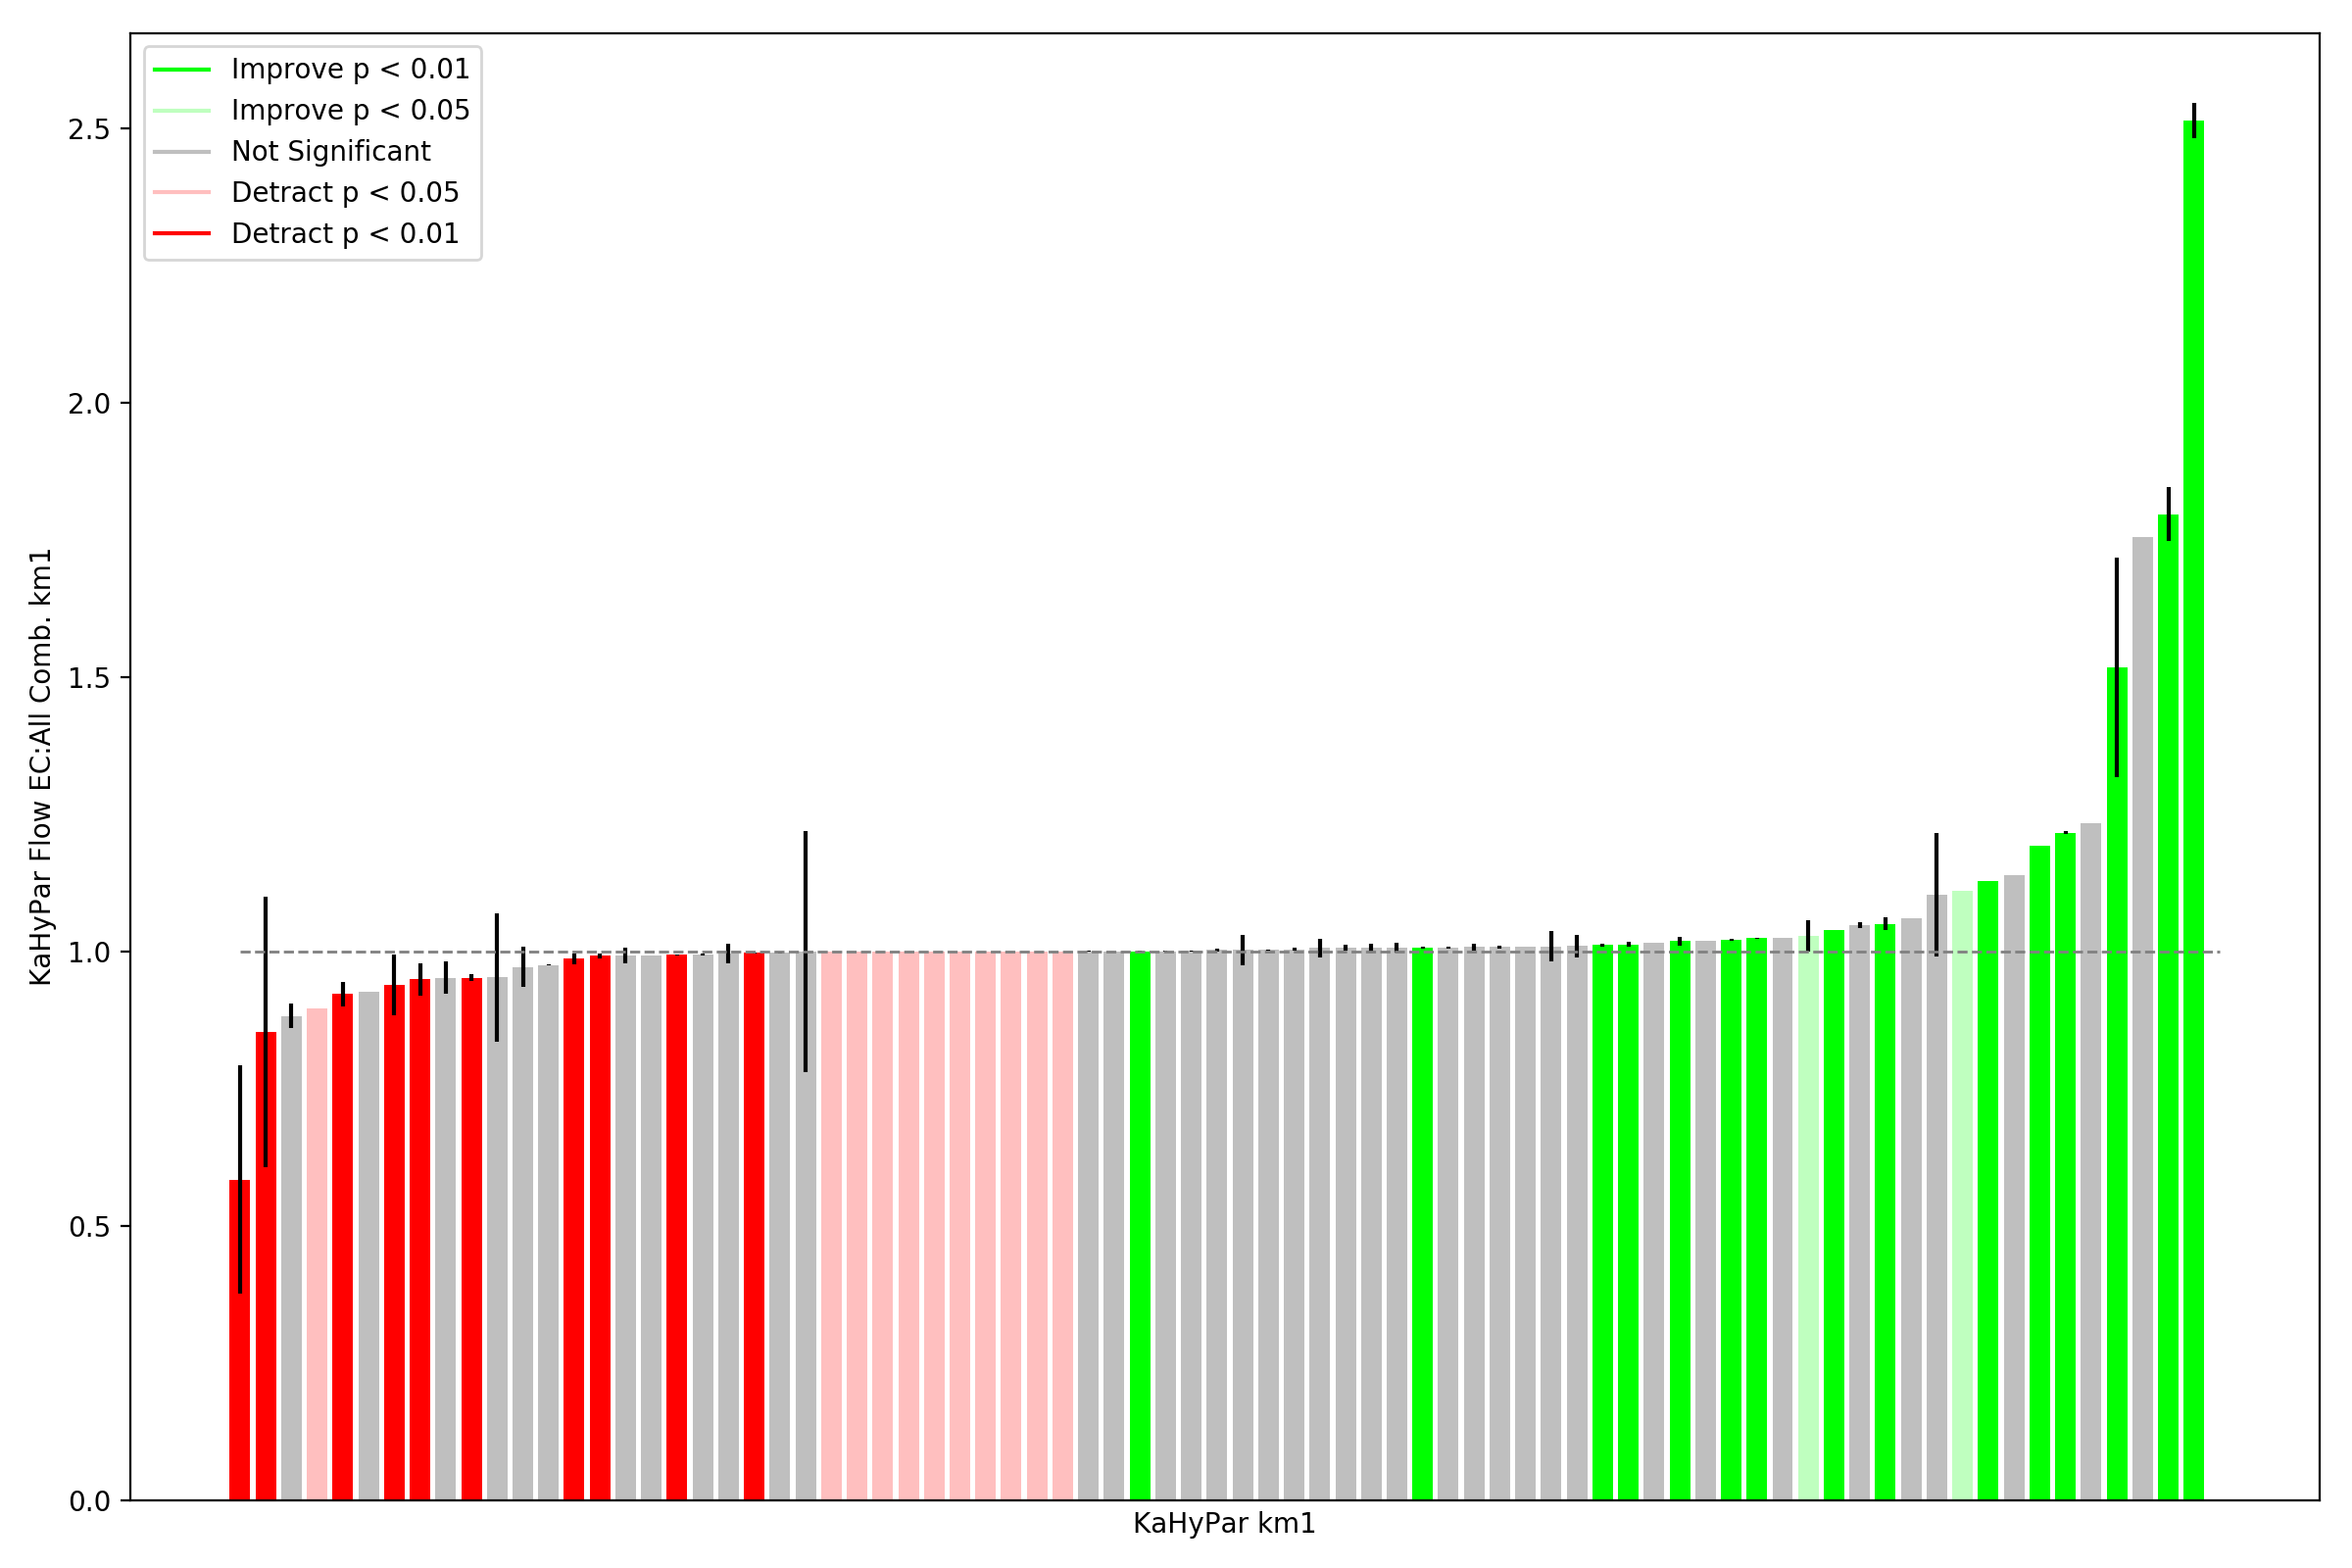 Improve p < 0.01
Improve p < 0.05
Not Significant
Detract p < 0.05
Detract p < 0.01
2.5
2.0
1.5
1.0
0.5
0.0
KaHyPar Flow EC:All Comb. km1
KaHyPar km1